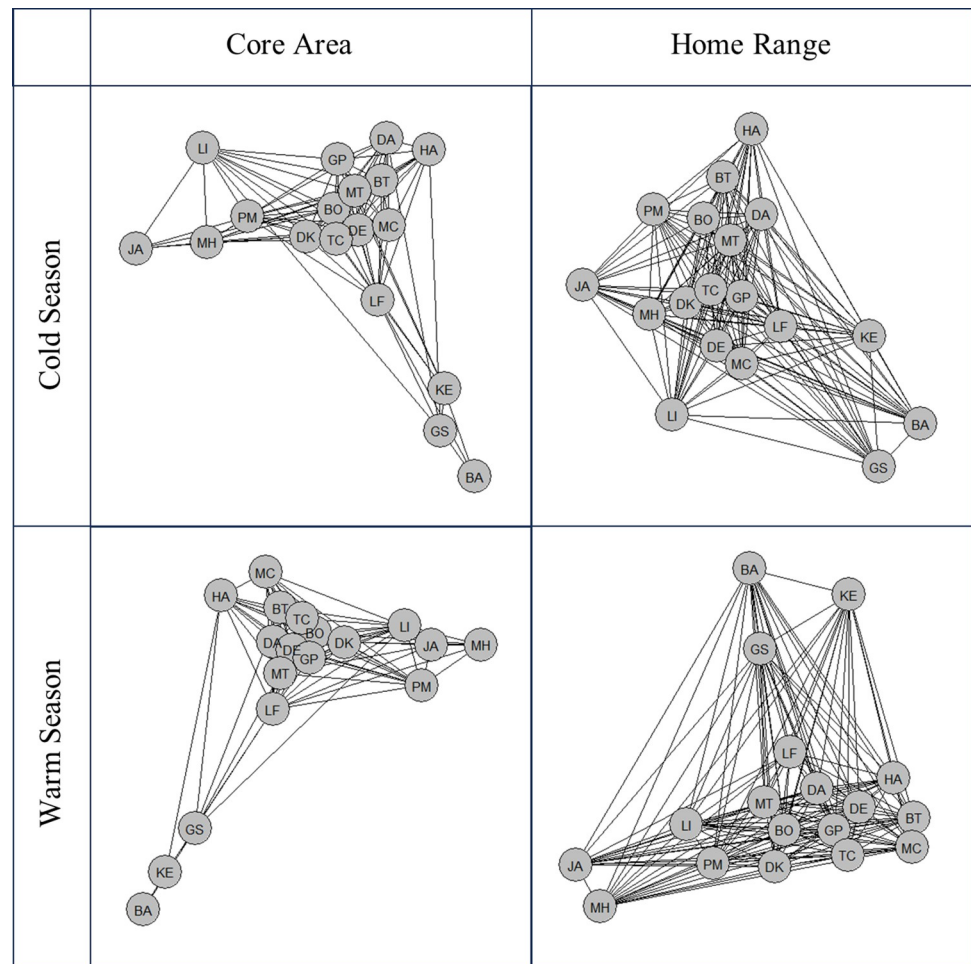 Core Area
Home Range
Cold Season
LI
DA
HA
GP
BT
MT
BO
PM
MC
DE
TC
DK
MH
JA
LF
KE
GS
BA
HA
BT
PM
DA
BO
MT
JA
TC
GP
DK
MH
LF
KE
DE
MC
LI
BA
GS
Warm Season
MC
HA
BT
TC
BO
LI
DA
DE
DK
JA
MH
GP
MT
PM
LF
GS
KE
BA
BA
KE
GS
LF
HA
DA
MT
DE
BT
LI
BO
GP
MC
TC
JA
PM
DK
MH